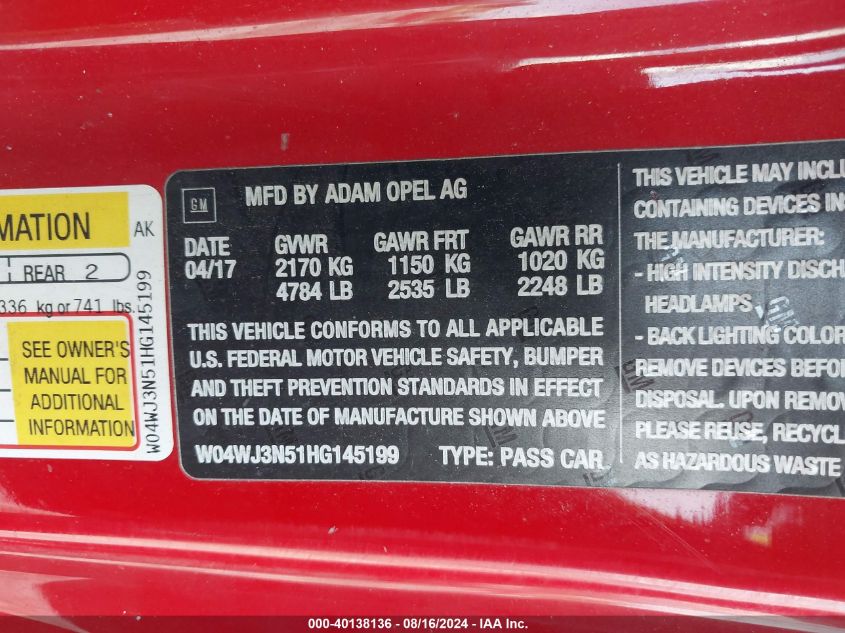 MATION
AK
REAR 2
336 kg or 741 lbs.
SEE OWNER'S
MANUAL FOR
ADDITIONAL
INFORMATION
W04WJ3N51HG145199
GM
MFD BY ADAM OPEL AG
DATE GVWR GAWR FRT GAWR RR
04/17 2170 KG 1150 KG 1020 KG
4784 LB 2535 LB 2248 LB
THIS VEHICLE CONFORMS TO ALL APPLICABLE
U.S. FEDERAL MOTOR VEHICLE SAFETY, BUMPER
AND THEFT PREVENTION STANDARDS IN EFFECT
ON THE DATE OF MANUFACTURE SHOWN ABOVE
W04WJ3N51HG145199 TYPE: PASS CAR
THIS VEHICLE MAY INCLU
CONTAINING DEVICES IN
THE MANUFACTURER:
- HIGH INTENSITY DISCH
HEADLAMPS
- BACK LIGHTING COLOR
REMOVE DEVICES BEFO
DISPOSAL. UPON REMOV
PLEASE REUSE, RECYCL
AS HAZARDOUS WASTE
000-40138136 - 08/16/2024 - IAA Inc.